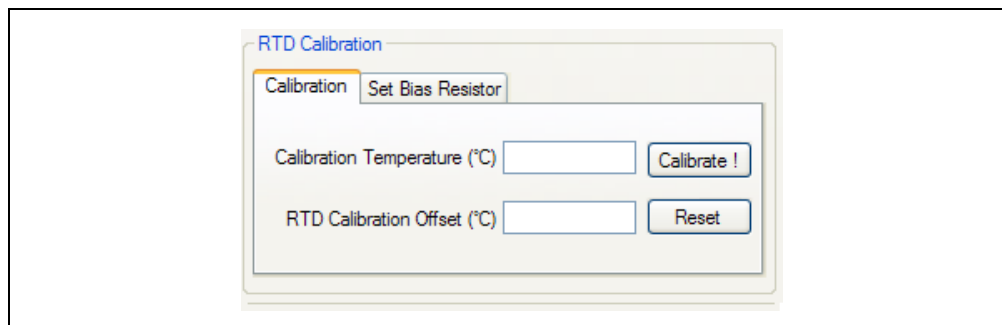 RTD Calibration
Calibration Set Bias Resistor
Calibration Temperature (°C) Calibrate !
RTD Calibration Offset (°C) Reset